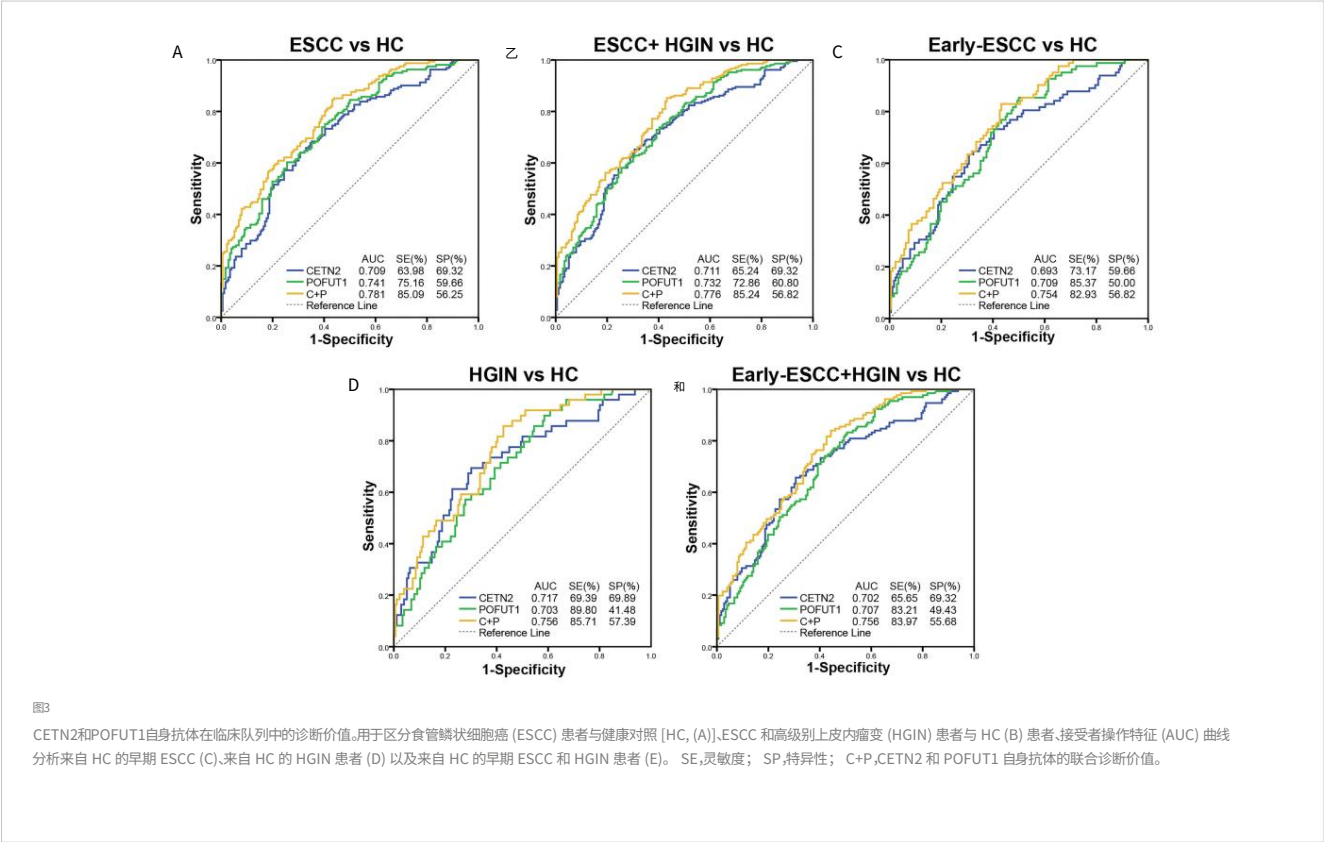 A
ESCC vs HC
乙
ESCC+ HGIN vs HC
C
Early-ESCC vs HC
1.0
0.8
0.6
0.4
0.2
0.0
Sensitivity
AUC SE(%) SP(%)
CETN2 0.709 63.98 69.32
POFUT1 0.741 75.16 59.66
C+P 0.781 85.09 56.25
Reference Line
0.0 0.2 0.4 0.6 0.8 1.0
1-Specificity
1.0
0.8
0.6
0.4
0.2
0.0
Sensitivity
AUC SE(%) SP(%)
CETN2 0.711 65.24 69.32
POFUT1 0.732 72.86 60.80
C+P 0.776 85.24 56.82
Reference Line
0.0 0.2 0.4 0.6 0.8 1.0
1-Specificity
1.0
0.8
0.6
0.4
0.2
0.0
Sensitivity
AUC SE(%) SP(%)
CETN2 0.693 73.17 59.66
POFUT1 0.709 85.37 50.00
C+P 0.754 82.93 56.82
Reference Line
0.0 0.2 0.4 0.6 0.8 1.0
1-Specificity
D
HGIN vs HC
和
Early-ESCC+HGIN vs HC
1.0
0.8
0.6
0.4
0.2
0.0
Sensitivity
AUC SE(%) SP(%)
CETN2 0.717 69.39 69.89
POFUT1 0.703 89.80 41.48
C+P 0.756 85.71 57.39
Reference Line
0.0 0.2 0.4 0.6 0.8 1.0
1-Specificity
1.0
0.8
0.6
0.4
0.2
0.0
Sensitivity
AUC SE(%) SP(%)
CETN2 0.702 65.65 69.32
POFUT1 0.707 83.21 49.43
C+P 0.756 83.97 55.68
Reference Line
0.0 0.2 0.4 0.6 0.8 1.0
1-Specificity
图3
CETN2和POFUT1自身抗体在临床队列中的诊断价值。用于区分食管鳞状细胞癌 (ESCC) 患者与健康对照 [HC, (A)]、ESCC 和高级别上皮内瘤变 (HGIN) 患者与 HC (B) 患者、接受者操作特征 (AUC) 曲线
分析来自 HC 的早期 ESCC (C)、来自 HC 的 HGIN 患者 (D) 以及来自 HC 的早期 ESCC 和 HGIN 患者 (E)。 SE,灵敏度； SP,特异性； C+P,CETN2 和 POFUT1 自身抗体的联合诊断价值。